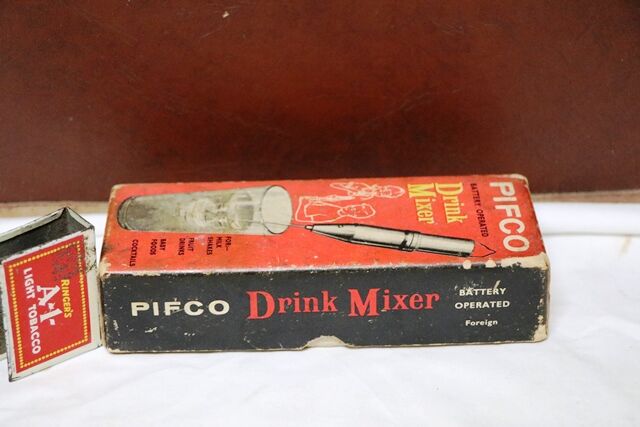 PIFCO
BATTERY OPERATED
Drink
Mixer
FOR:—
MILK
SHAKES
FRUIT
DRINKS
BABY
FOODS
COCKTAILS
PIFCO Drink Mixer
BATTERY
OPERATED
Foreign
RINGER'S
A·1·
LIGHT TOBACCO